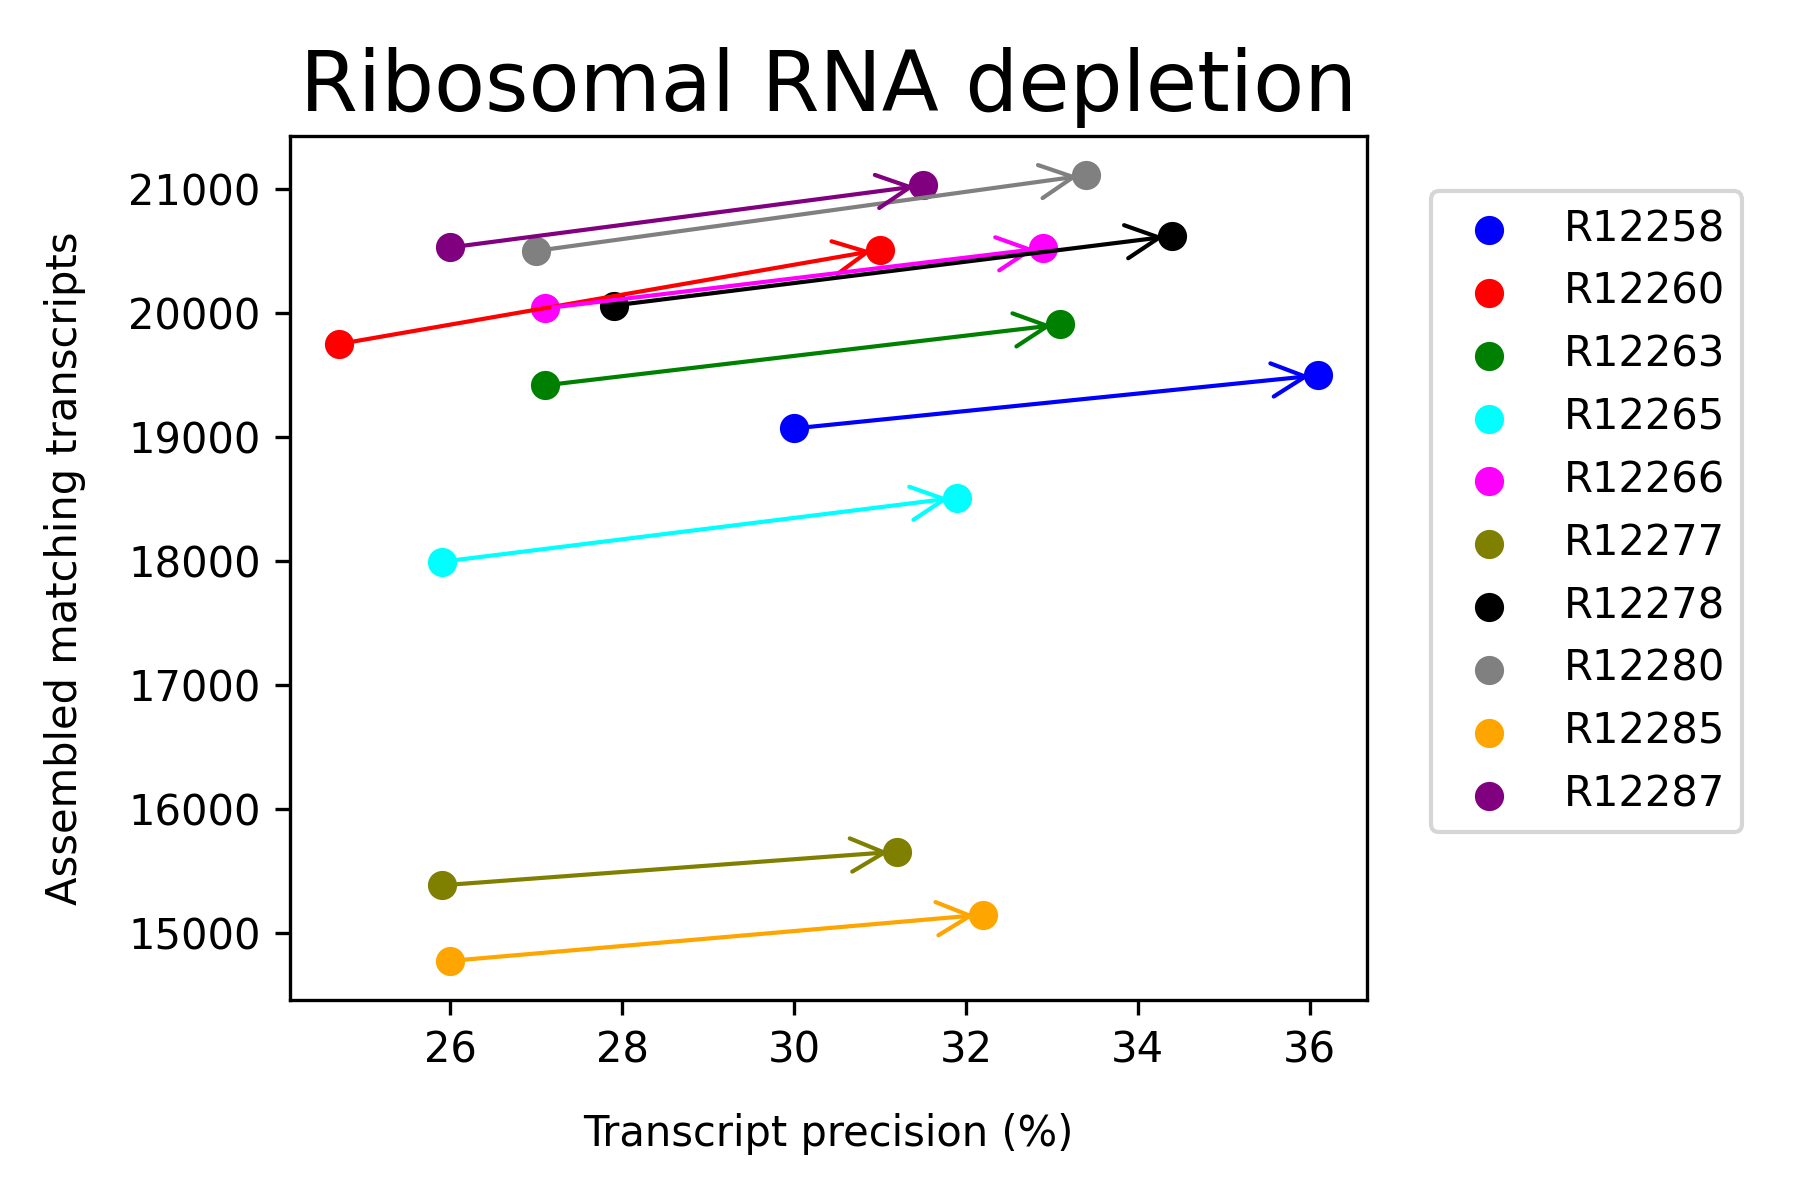 Ribosomal RNA depletion
Assembled matching transcripts
21000
20000
19000
18000
17000
16000
15000
26 28 30 32 34 36
Transcript precision (%)
R12258
R12260
R12263
R12265
R12266
R12277
R12278
R12280
R12285
R12287